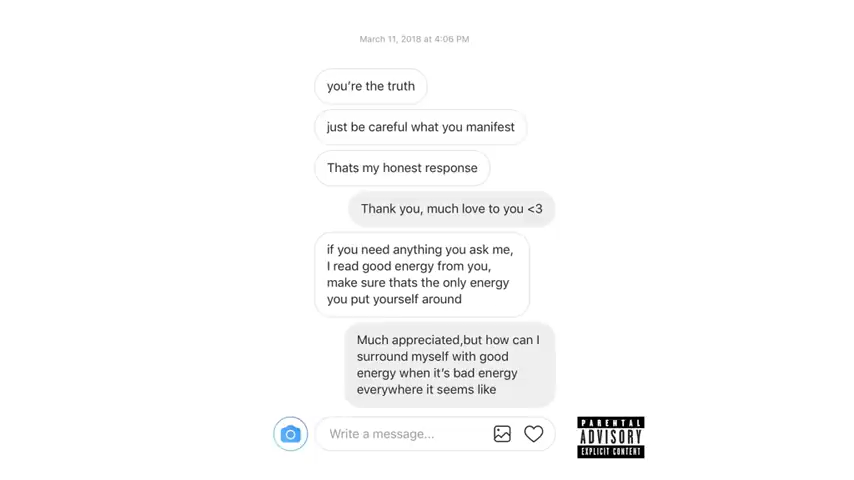 March 11, 2018 at 4:06 PM
you're the truth
just be careful what you manifest
Thats my honest response
Thank you, much love to you <3
if you need anything you ask me,
I read good energy from you,
make sure thats the only energy
you put yourself around
Much appreciated,but how can I
surround myself with good
energy when it's bad energy
everywhere it seems like
Write a message...
PARENTAL
ADVISORY
EXPLICIT CONTENT